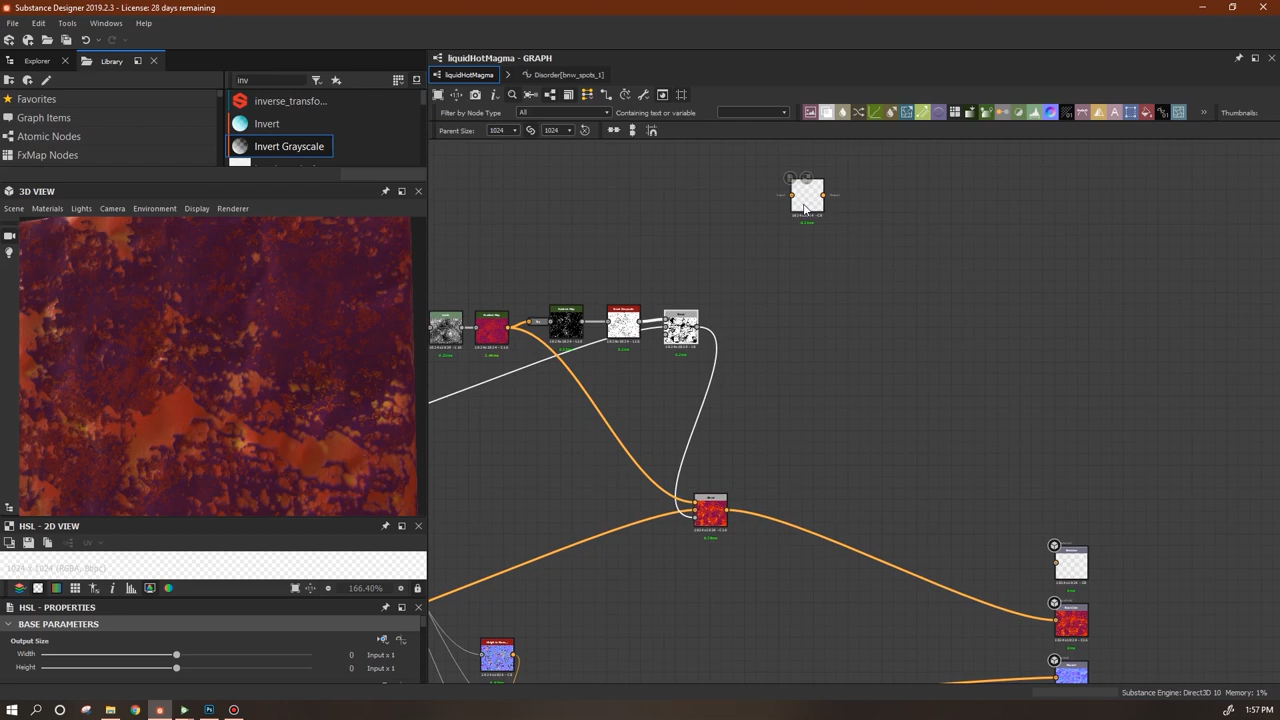 Substance Designer 2019.2.3 - License: 28 days remaining
File Edit Tools Windows Help
Explorer
Library
inv
Favorites
Graph Items
Atomic Nodes
FxMap Nodes
inverse_transfo...
Invert
Invert Grayscale
3D VIEW
Scene Materials Lights Camera Environment Display Renderer
HSL - 2D VIEW
UV
1024 x 1024 (RGBA, 8bpc)
166.40%
HSL - PROPERTIES
BASE PARAMETERS
Output Size
Width 0 Input x 1
Height 0 Input x 1
liquidHotMagma - GRAPH
liquidHotMagma
Disorder[bnw_spots_1]
Filter by Node Type All Containing text or variable Thumbnails:
Parent Size: 1024 1024
Substance Engine: Direct3D 10 Memory: 1%
1:57 PM